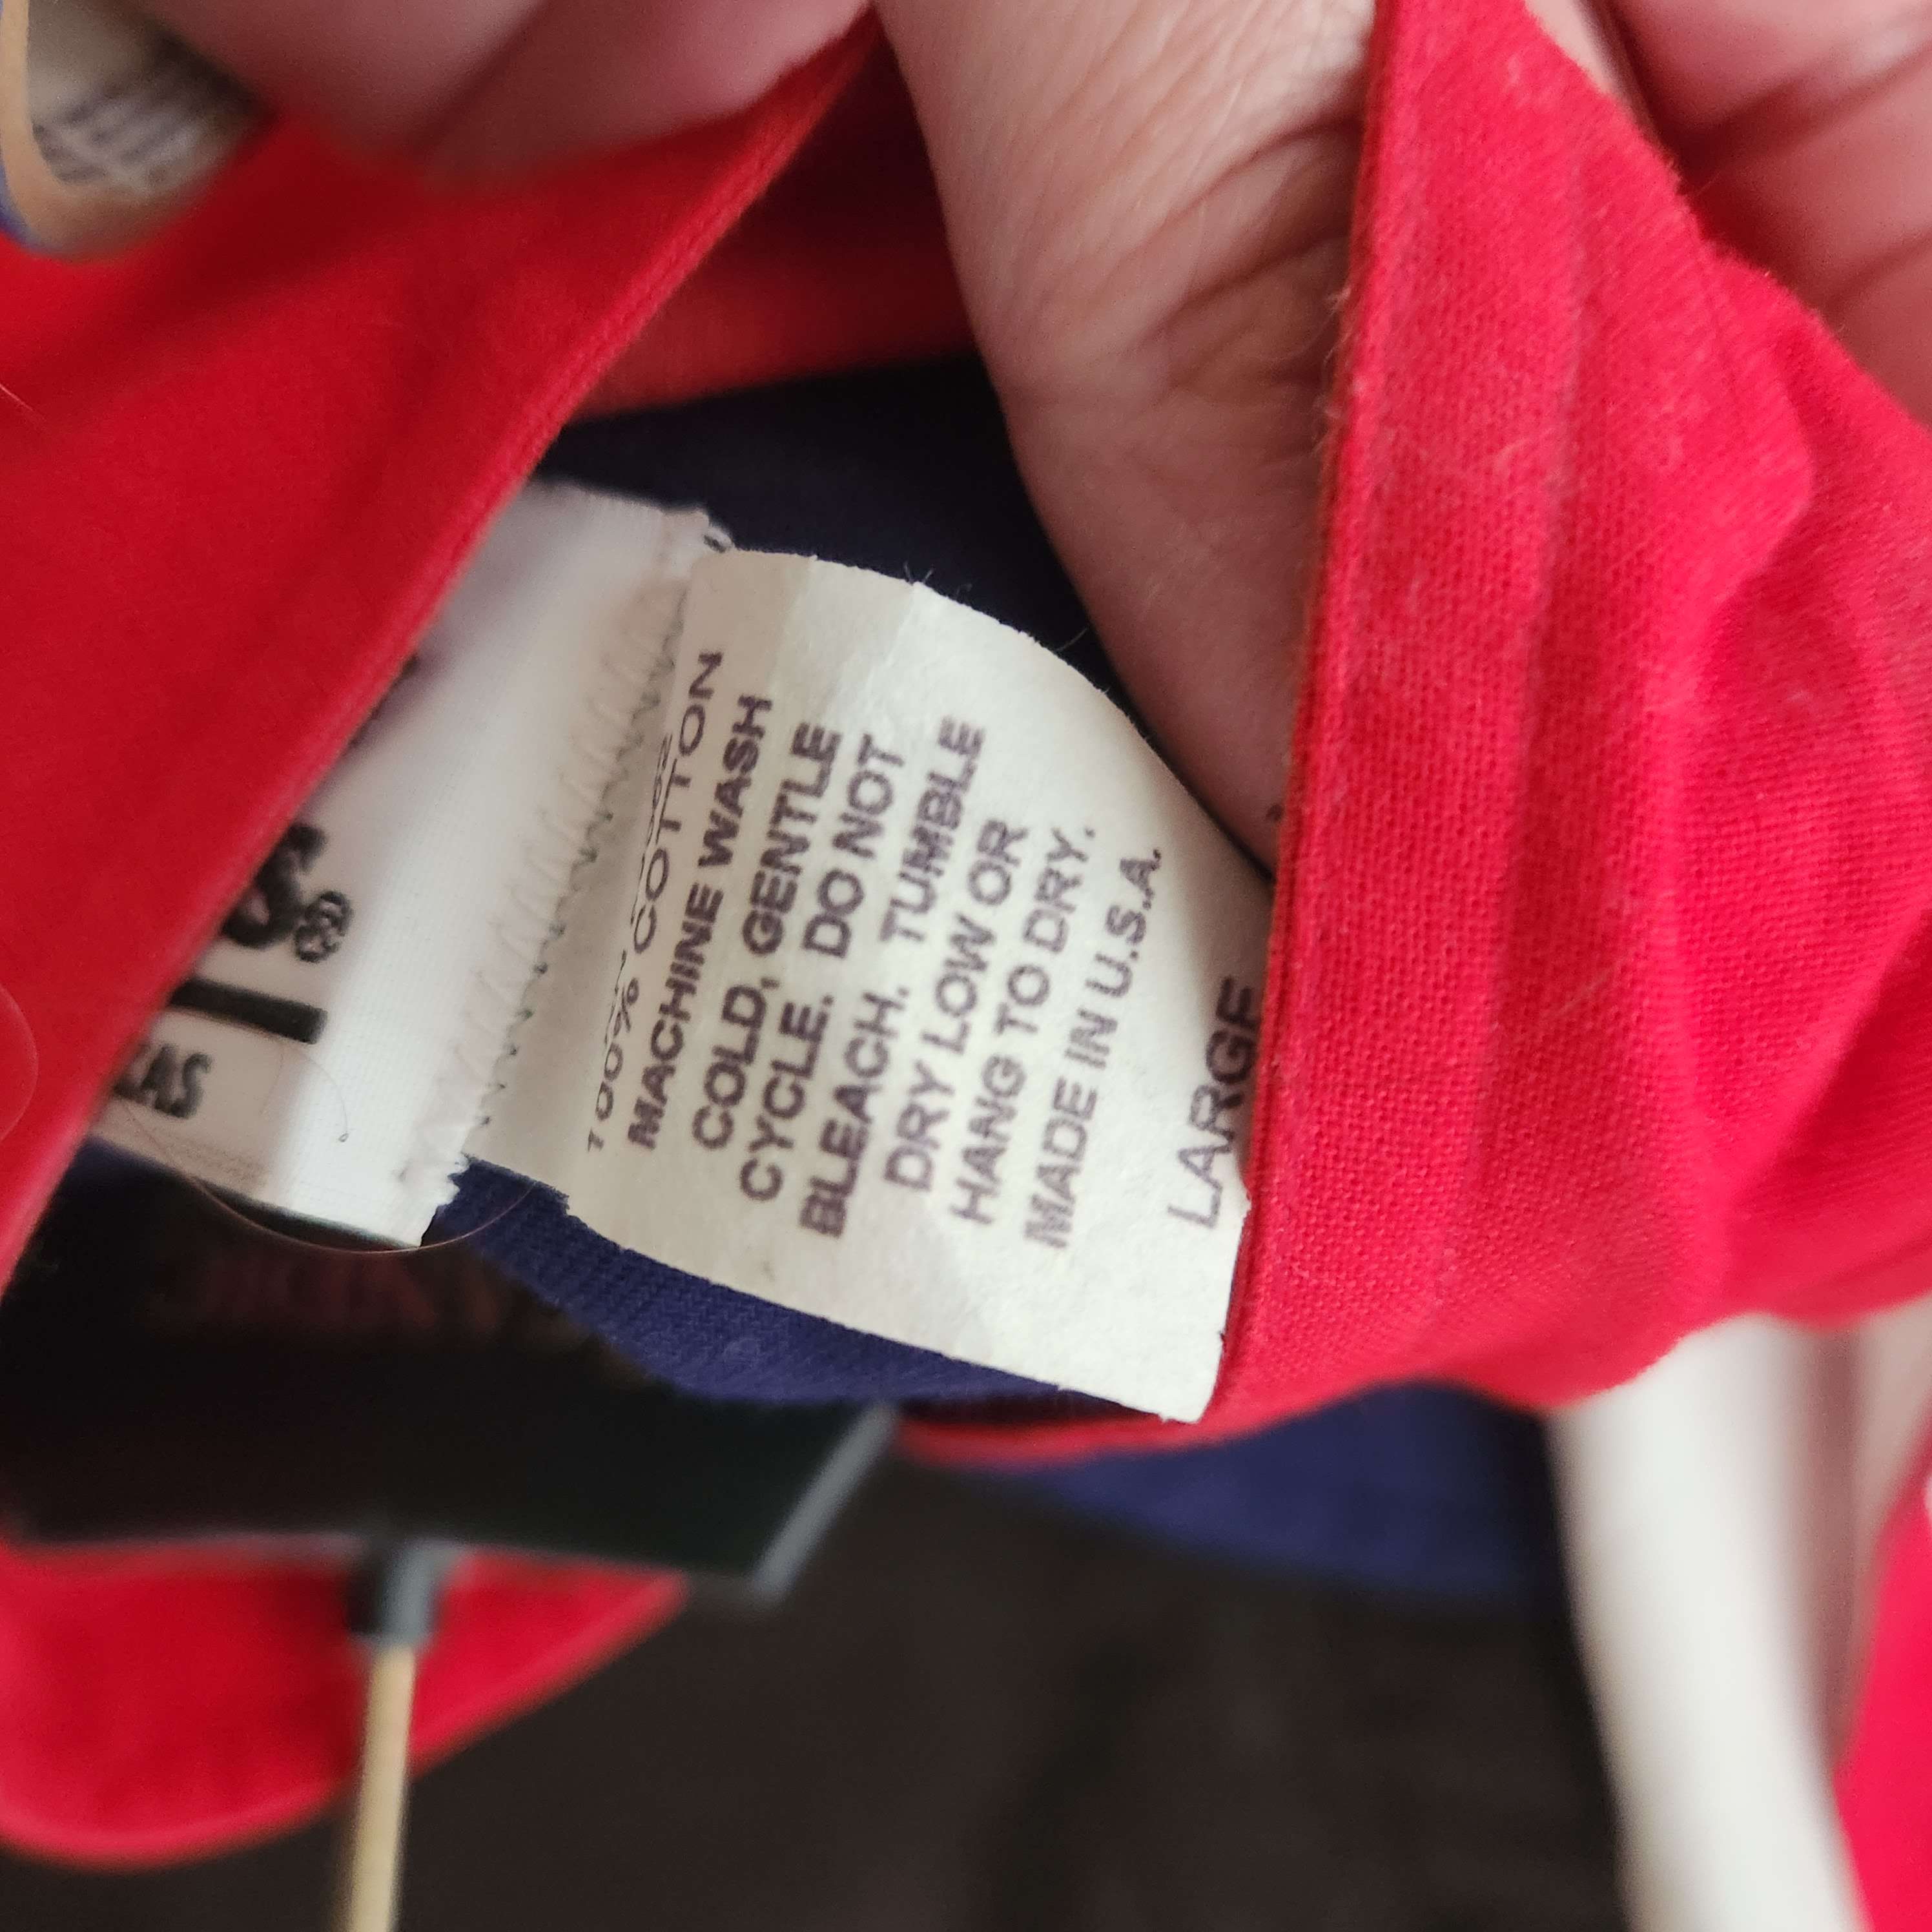 S®
100% COTTON
MACHINE WASH
COLD, GENTLE
CYCLE. DO NOT
BLEACH. TUMBLE
DRY LOW OR
HANG TO DRY.
MADE IN U.S.A.
LARGE